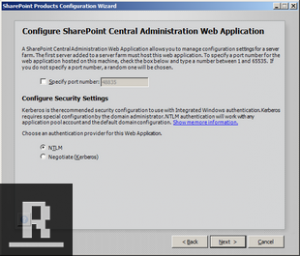 SharePoint Products Configuration Wizard
Configure SharePoint Central Administration Web Application
A SharePoint Central Administration Web Application allows you to manage configuration settings for a server
farm. The first server added to a server farm must host this web application. To specify a port number for the
web application hosted on this machine, check the box below and type a number between 1 and 65535. If
you do not specify a port number, a random one will be chosen.
Specify port number:
Configure Security Settings
Kerberos is the recommended security configuration to use with Integrated Windows authentication. Kerberos
requires special configuration by the domain administrator. NTLM authentication will work with any
application pool account and the default domain configuration. Show me more information.
Choose an authentication provider for this Web Application.
NTLM
Negotiate (Kerberos)
R
< Back
Next >
Cancel